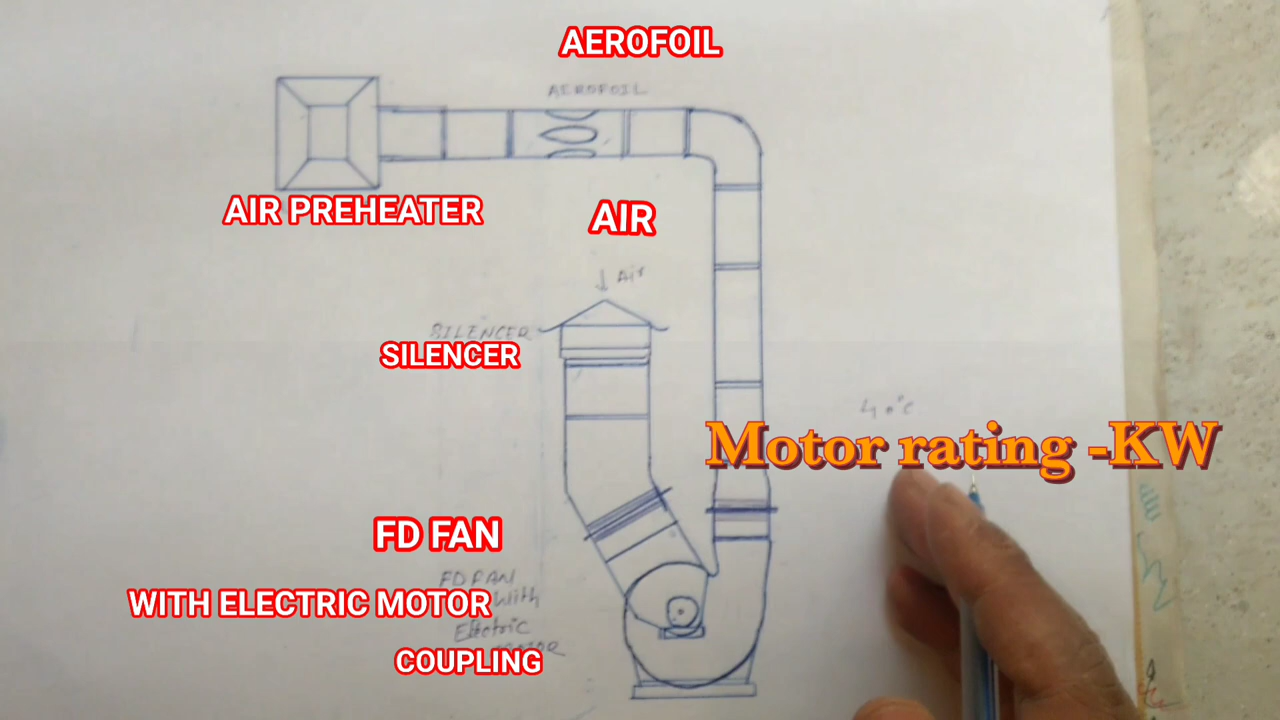 AEROFOIL
AEROFOIL
AIR PREHEATER
AIR
Air
SILENCER
SILENCER
40°C
Motor rating -KW
FD FAN
FD FAN
WITH ELECTRIC MOTOR
With
Electric
MOTOR
COUPLING